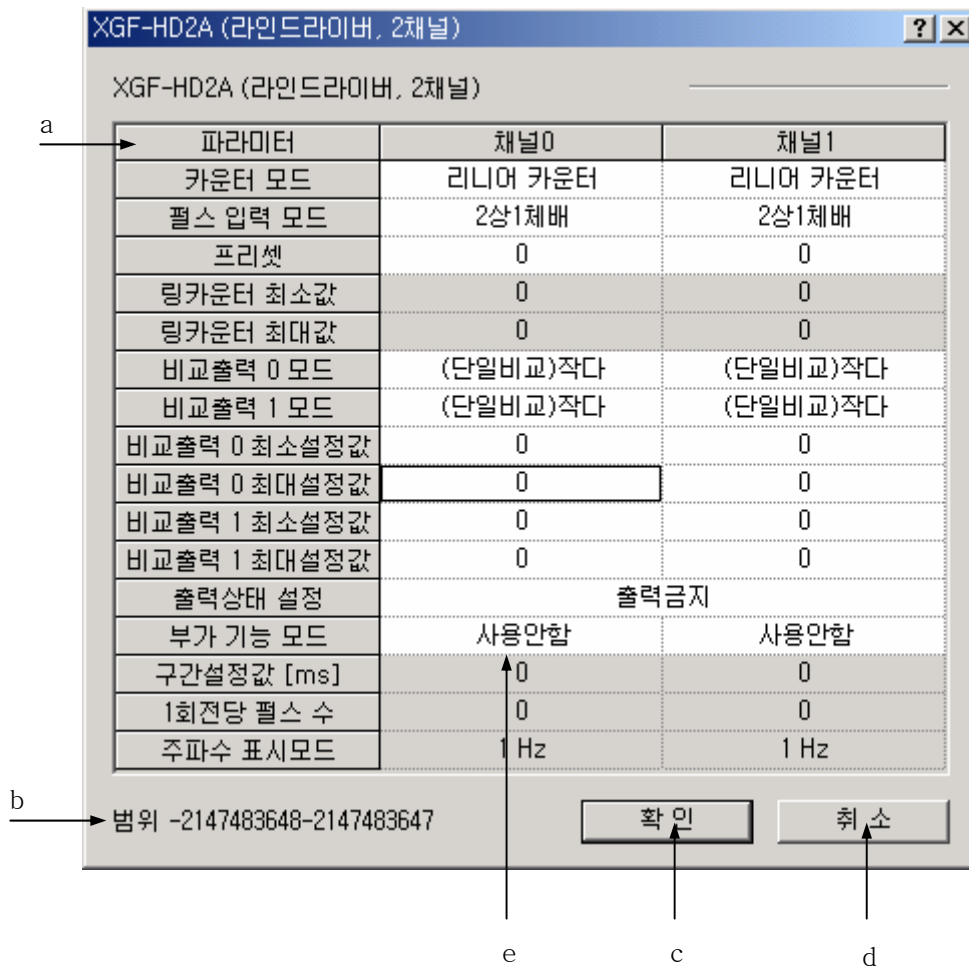 XGF-HD2A (라인드라이버, 2채널)
XGF-HD2A (라인드라이버, 2채널)
a
파라미터 채널0 채널1
카운터 모드 리니어 카운터 리니어 카운터
펄스 입력 모드 2상1체배 2상1체배
프리셋 0 0
링카운터 최소값 0 0
링카운터 최대값 0 0
비교출력 0 모드 (단일비교)작다 (단일비교)작다
비교출력 1 모드 (단일비교)작다 (단일비교)작다
비교출력 0 최소설정값 0 0
비교출력 0 최대설정값 0 0
비교출력 1 최소설정값 0 0
비교출력 1 최대설정값 0 0
출력상태 설정 출력금지
부가 기능 모드 사용안함 사용안함
구간설정값 [ms] 0 0
1회전당 펄스 수 0 0
주파수 표시모드 1 Hz 1 Hz
b
범위 -2147483648-2147483647 확인 취소
e c d